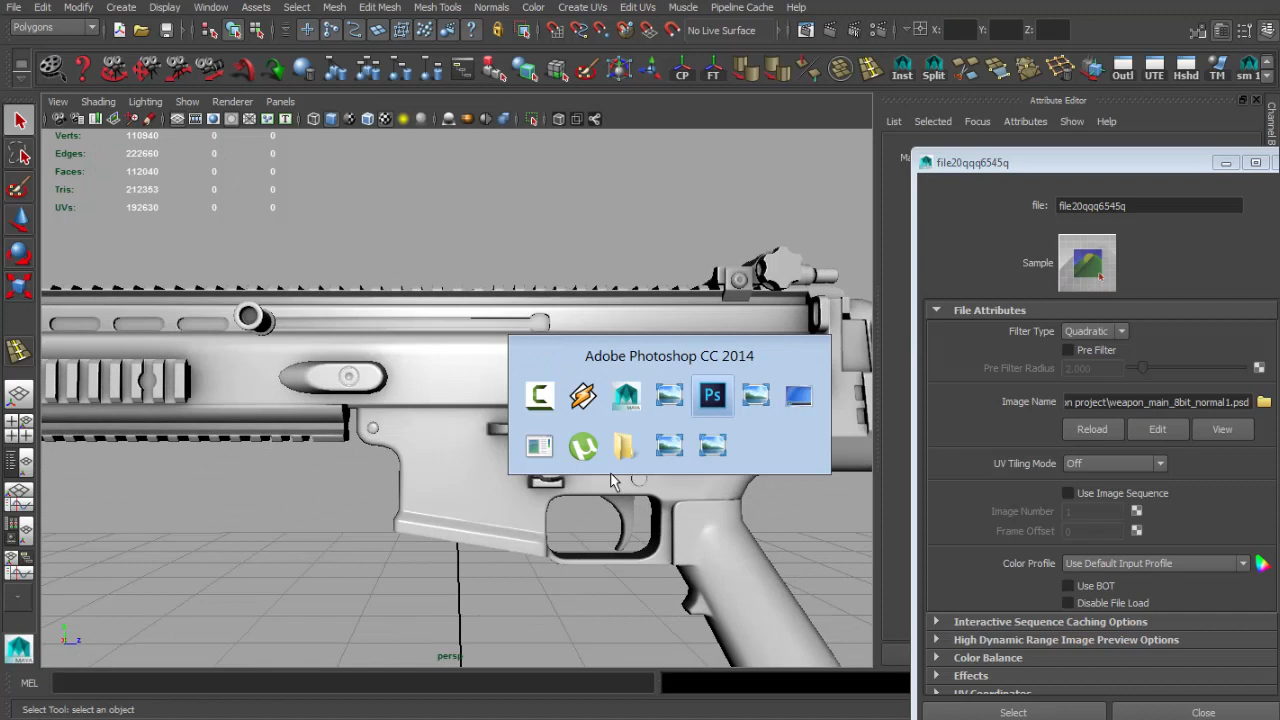 File Edit Modify Create Display Window Assets Select Mesh Edit Mesh Mesh Tools Normals Color Create UVs Edit UVs Muscle Pipeline Cache Help
Polygons No Live Surface X: Y: Z:
CP FT Inst Split Outl UTE Hshd TM sm 1
View Shading Lighting Show Renderer Panels
Attribute Editor
List Selected Focus Attributes Show Help
Verts: 110940 0 0
Edges: 222660 0 0
Faces: 112040 0 0
Tris: 212353 0 0
UVs: 192630 0 0
file20qqq6545q
file: file20qqq6545q
Sample
File Attributes
Filter Type Quadratic
Pre Filter
Pre Filter Radius 2.000
Image Name n project\weapon_main_8bit_normal1.psd
Reload Edit View
UV Tiling Mode Off
Use Image Sequence
Image Number 1
Frame Offset 0
Color Profile Use Default Input Profile
Use BOT
Disable File Load
Interactive Sequence Caching Options
High Dynamic Range Image Preview Options
Color Balance
Effects
UV Coordinates
Select Close
Adobe Photoshop CC 2014
C MAYA Ps
µ
y
x z
persp
MAYA
MEL
Select Tool: select an object